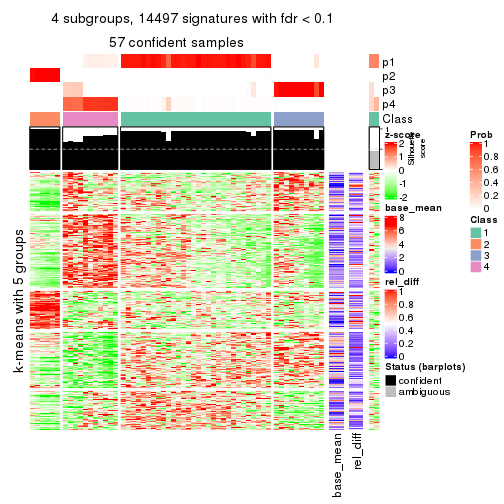 4 subgroups, 14497 signatures with fdr < 0.1
57 confident samples
p1
p2
p3
p4
Class
1
Silhouette
score
k-means with 5 groups
base_mean
rel_diff
z-score
2
1
0
-1
-2
base_mean
8
6
4
2
0
rel_diff
1
0.8
0.6
0.4
0.2
0
Status (barplots)
confident
ambiguous
Prob
1
0.8
0.6
0.4
0.2
0
Class
1
2
3
4